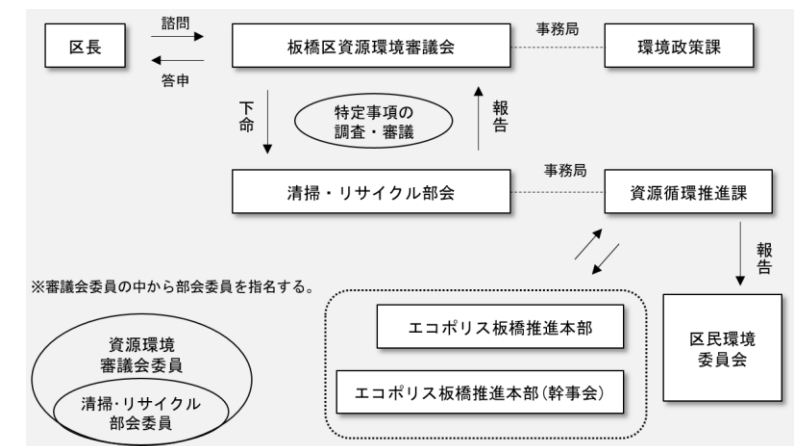 諮問
区長
板橋区資源環境審議会
事務局
環境政策課
答申
下命
特定事項の
調査・審議
報告
清掃・リサイクル部会
事務局
資源循環推進課
報告
※審議会委員の中から部会委員を指名する。
資源環境
審議会委員
清掃・リサイクル
部会委員
エコポリス板橋推進本部
エコポリス板橋推進本部(幹事会)
区民環境
委員会